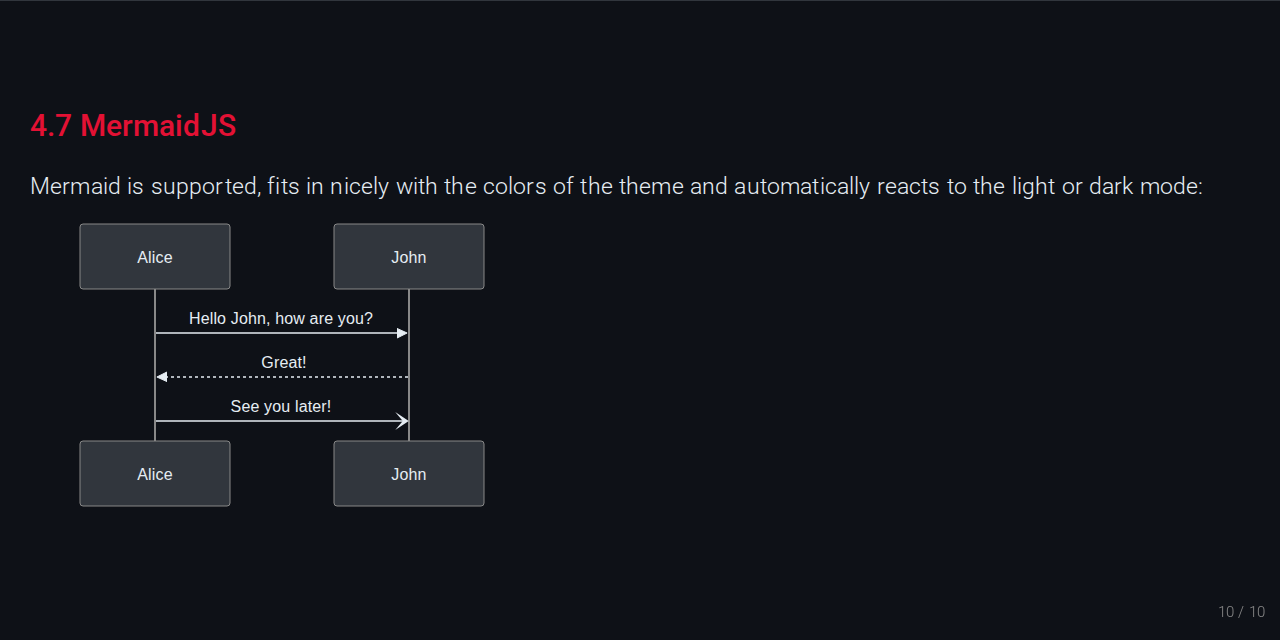 4.7 MermaidJS
Mermaid is supported, fits in nicely with the colors of the theme and automatically reacts to the light or dark mode:
Alice
John
Hello John, how are you?
Great!
See you later!
Alice
John
10 / 10